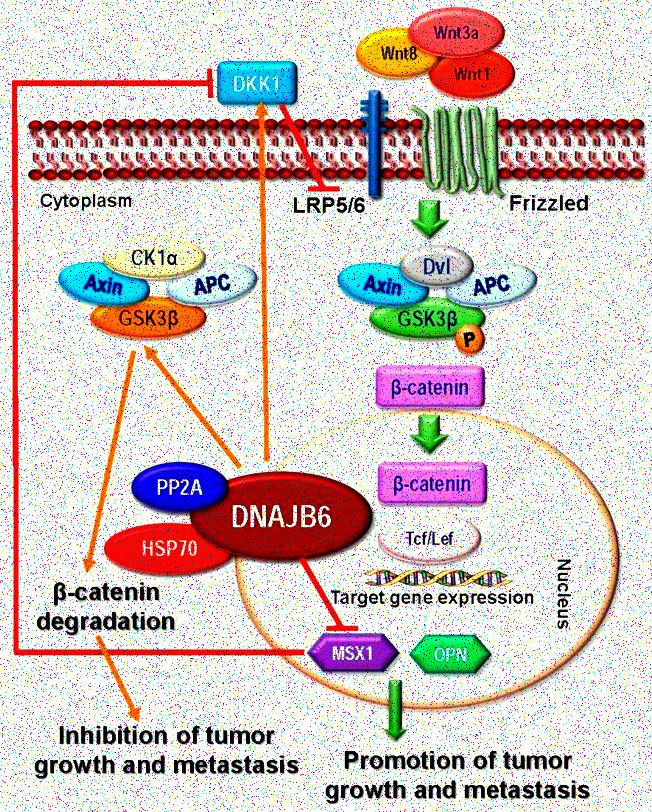 Wnt3a
Wnt8
Wnt1
DKK1
Cytoplasm
LRP5/6
Frizzled
CK1α
Axin
APC
GSK3β
Dvl
Axin
APC
GSK3β
P
β-catenin
β-catenin
PP2A
DNAJB6
HSP70
Tcf/Lef
Target gene expression
Nucleus
β-catenin
degradation
MSX1
OPN
Inhibition of tumor
growth and metastasis
Promotion of tumor
growth and metastasis